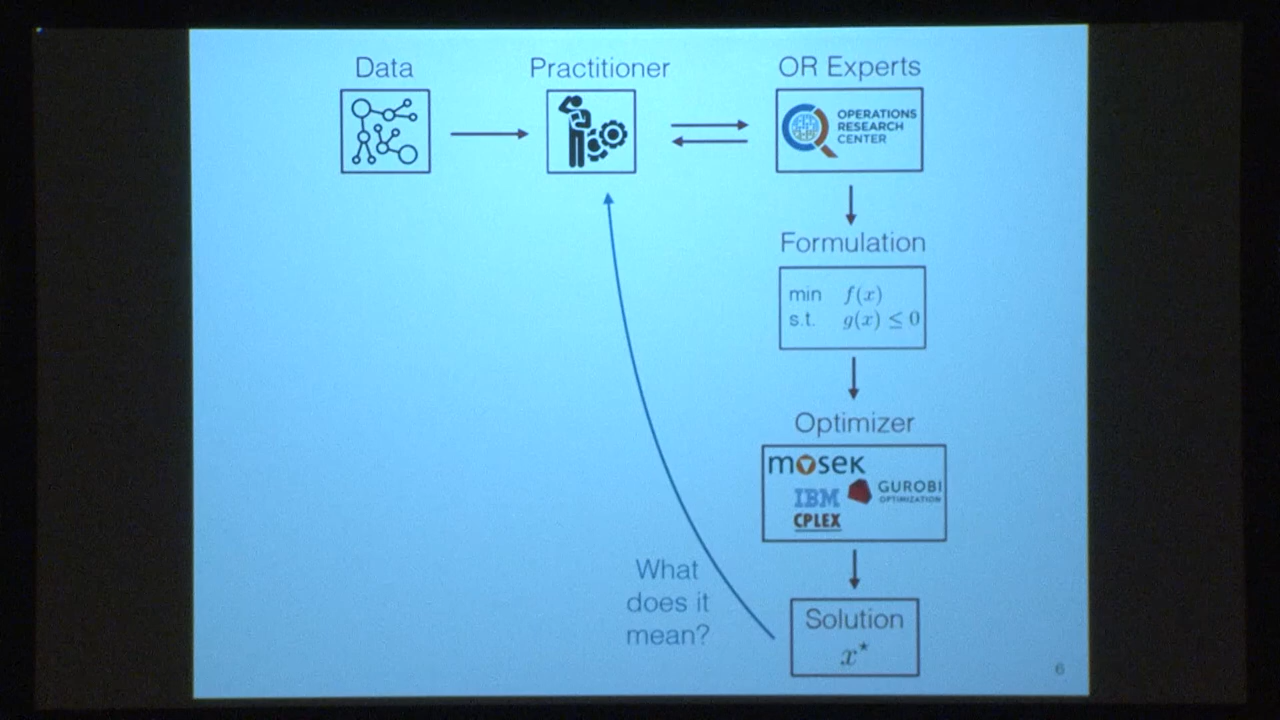 Data
Practitioner
OR Experts
OPERATIONS
RESEARCH
CENTER
Formulation
min f(x)
s.t. g(x) ≤ 0
Optimizer
mosek
IBM
CPLEX
GUROBI
OPTIMIZATION
What
does it
mean?
Solution
x*
6